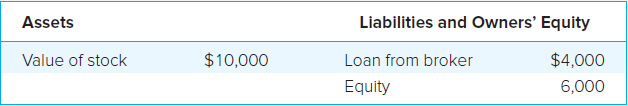 Assets Liabilities and Owners' Equity
Value of stock $10,000 Loan from broker $4,000
Equity 6,000